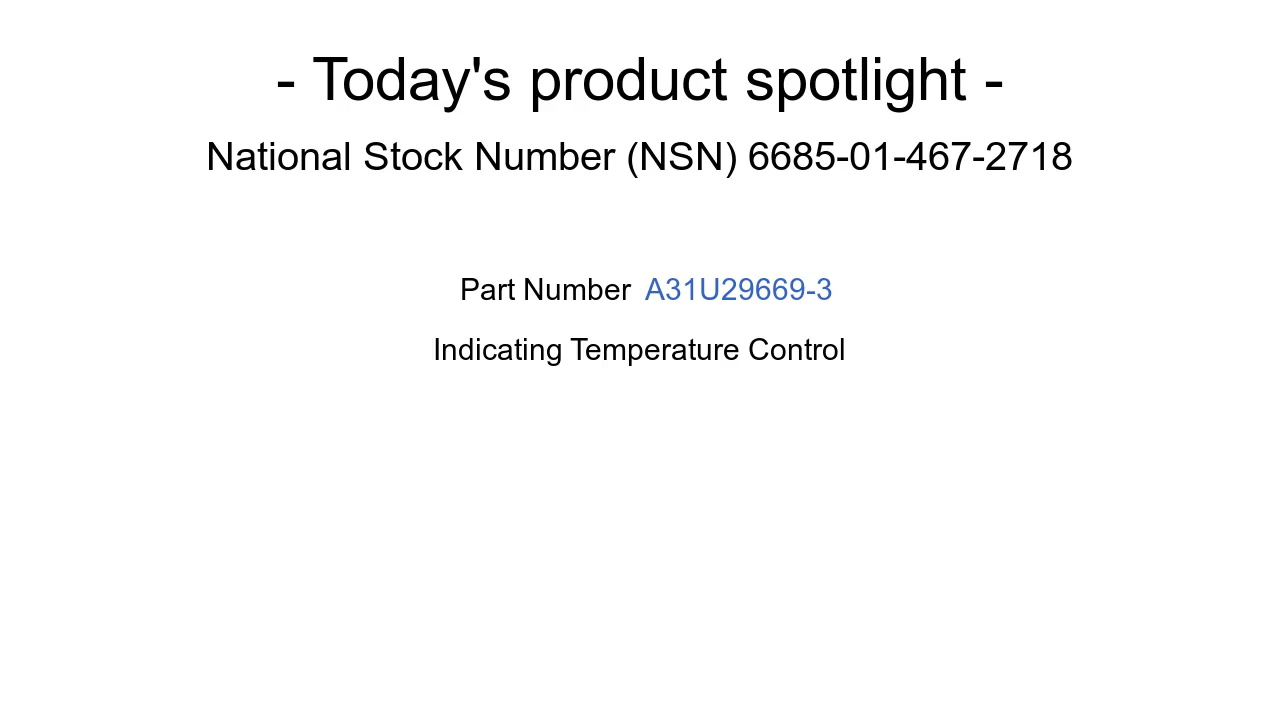 - Today's product spotlight -
National Stock Number (NSN) 6685-01-467-2718
Part Number A31U29669-3
Indicating Temperature Control